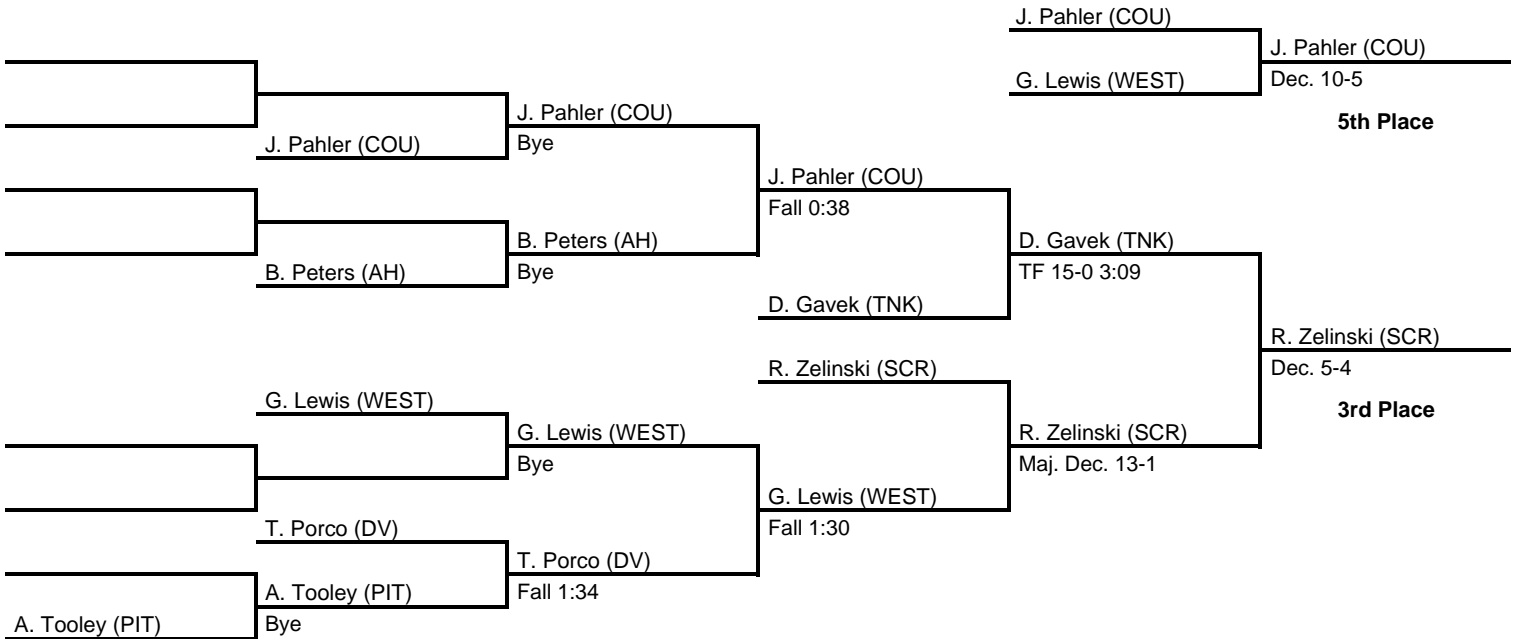 J. Pahler (COU)
J. Pahler (COU)
G. Lewis (WEST)
Dec. 10-5
5th Place
J. Pahler (COU)
J. Pahler (COU)
Bye
J. Pahler (COU)
Fall 0:38
B. Peters (AH)
D. Gavek (TNK)
B. Peters (AH)
Bye
TF 15-0 3:09
D. Gavek (TNK)
R. Zelinski (SCR)
R. Zelinski (SCR)
Dec. 5-4
3rd Place
G. Lewis (WEST)
G. Lewis (WEST)
R. Zelinski (SCR)
Bye
Maj. Dec. 13-1
G. Lewis (WEST)
T. Porco (DV)
Fall 1:30
T. Porco (DV)
A. Tooley (PIT)
Fall 1:34
A. Tooley (PIT)
Bye